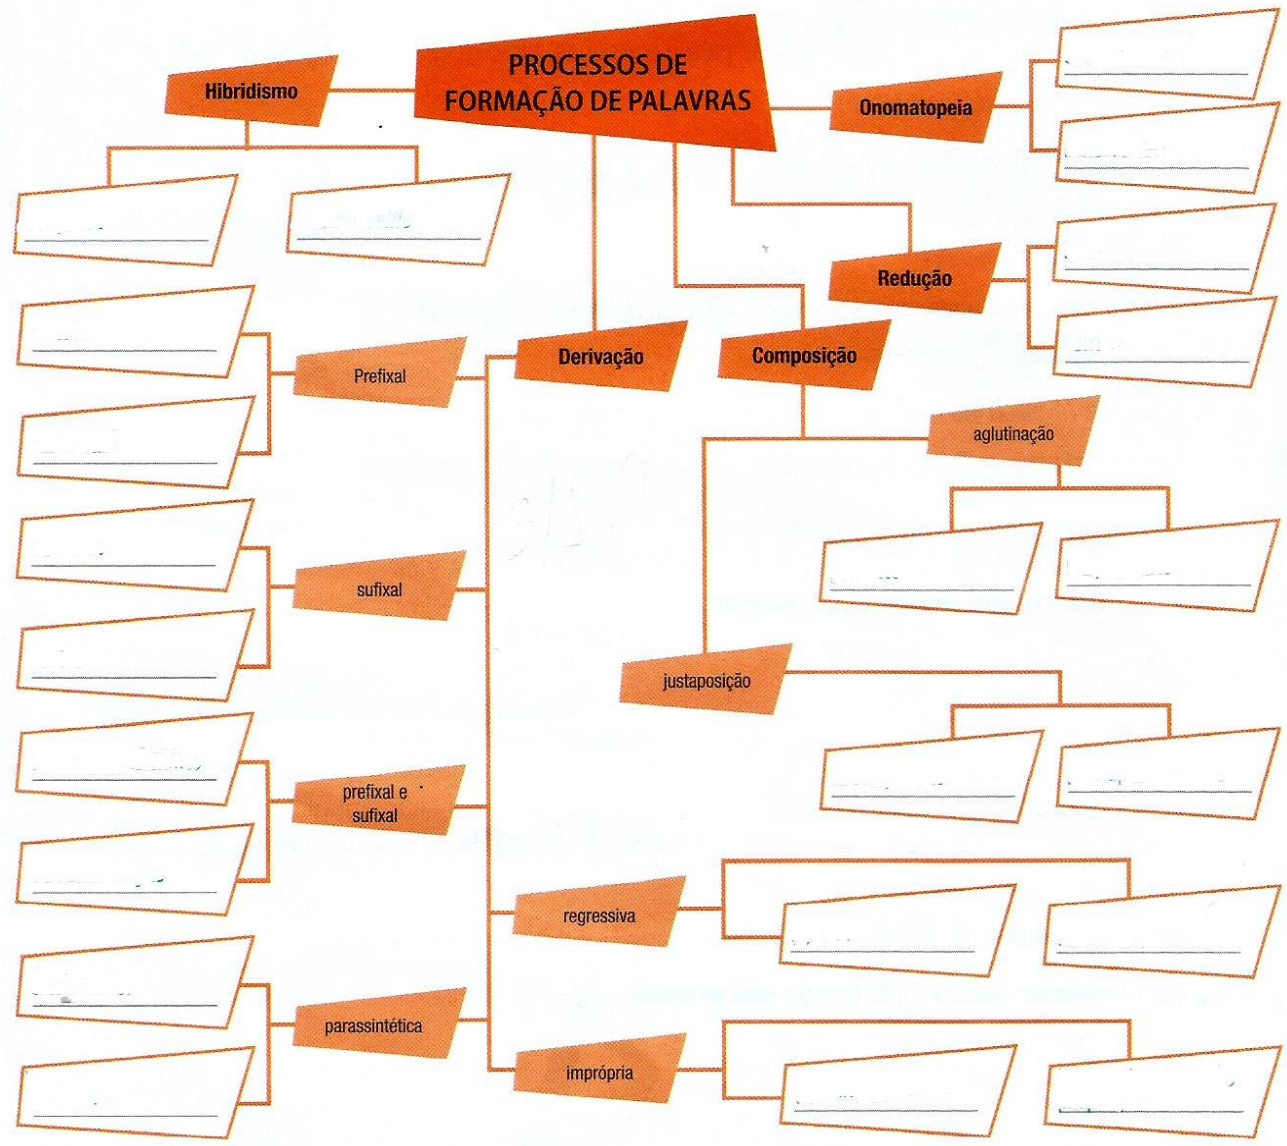 PROCESSOS DE
FORMAÇÃO DE PALAVRAS
Hibridismo
Onomatopeia
Redução
Derivação
Composição
Prefixal
aglutinação
sufixal
justaposição
prefixal e
sufixal
regressiva
parassintética
imprópria